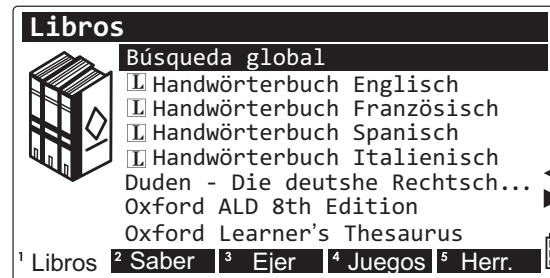 Libros
Búsqueda global
L Handwörterbuch Englisch
L Handwörterbuch Französisch
L Handwörterbuch Spanisch
L Handwörterbuch Italienisch
Duden - Die deutshe Rechtsch...
Oxford ALD 8th Edition
Oxford Learner's Thesaurus
1 Libros 2 Saber 3 Ejer 4 Juegos 5 Herr.